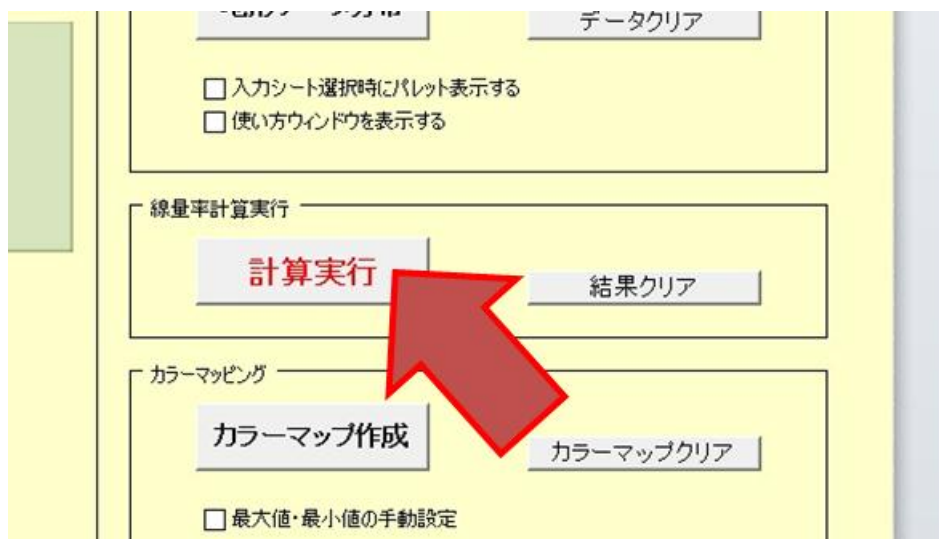 データクリア
入力シート選択時にパレット表示する
使い方ウィンドウを表示する
線量率計算実行
計算実行
結果クリア
カラーマッピング
カラーマップ作成
カラーマップクリア
最大値・最小値の手動設定